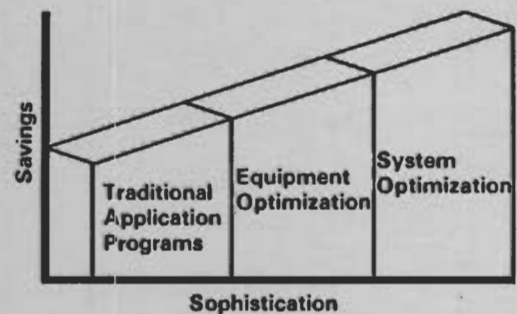 Savings
Traditional
Application
Programs
Equipment
Optimization
System
Optimization
Sophistication